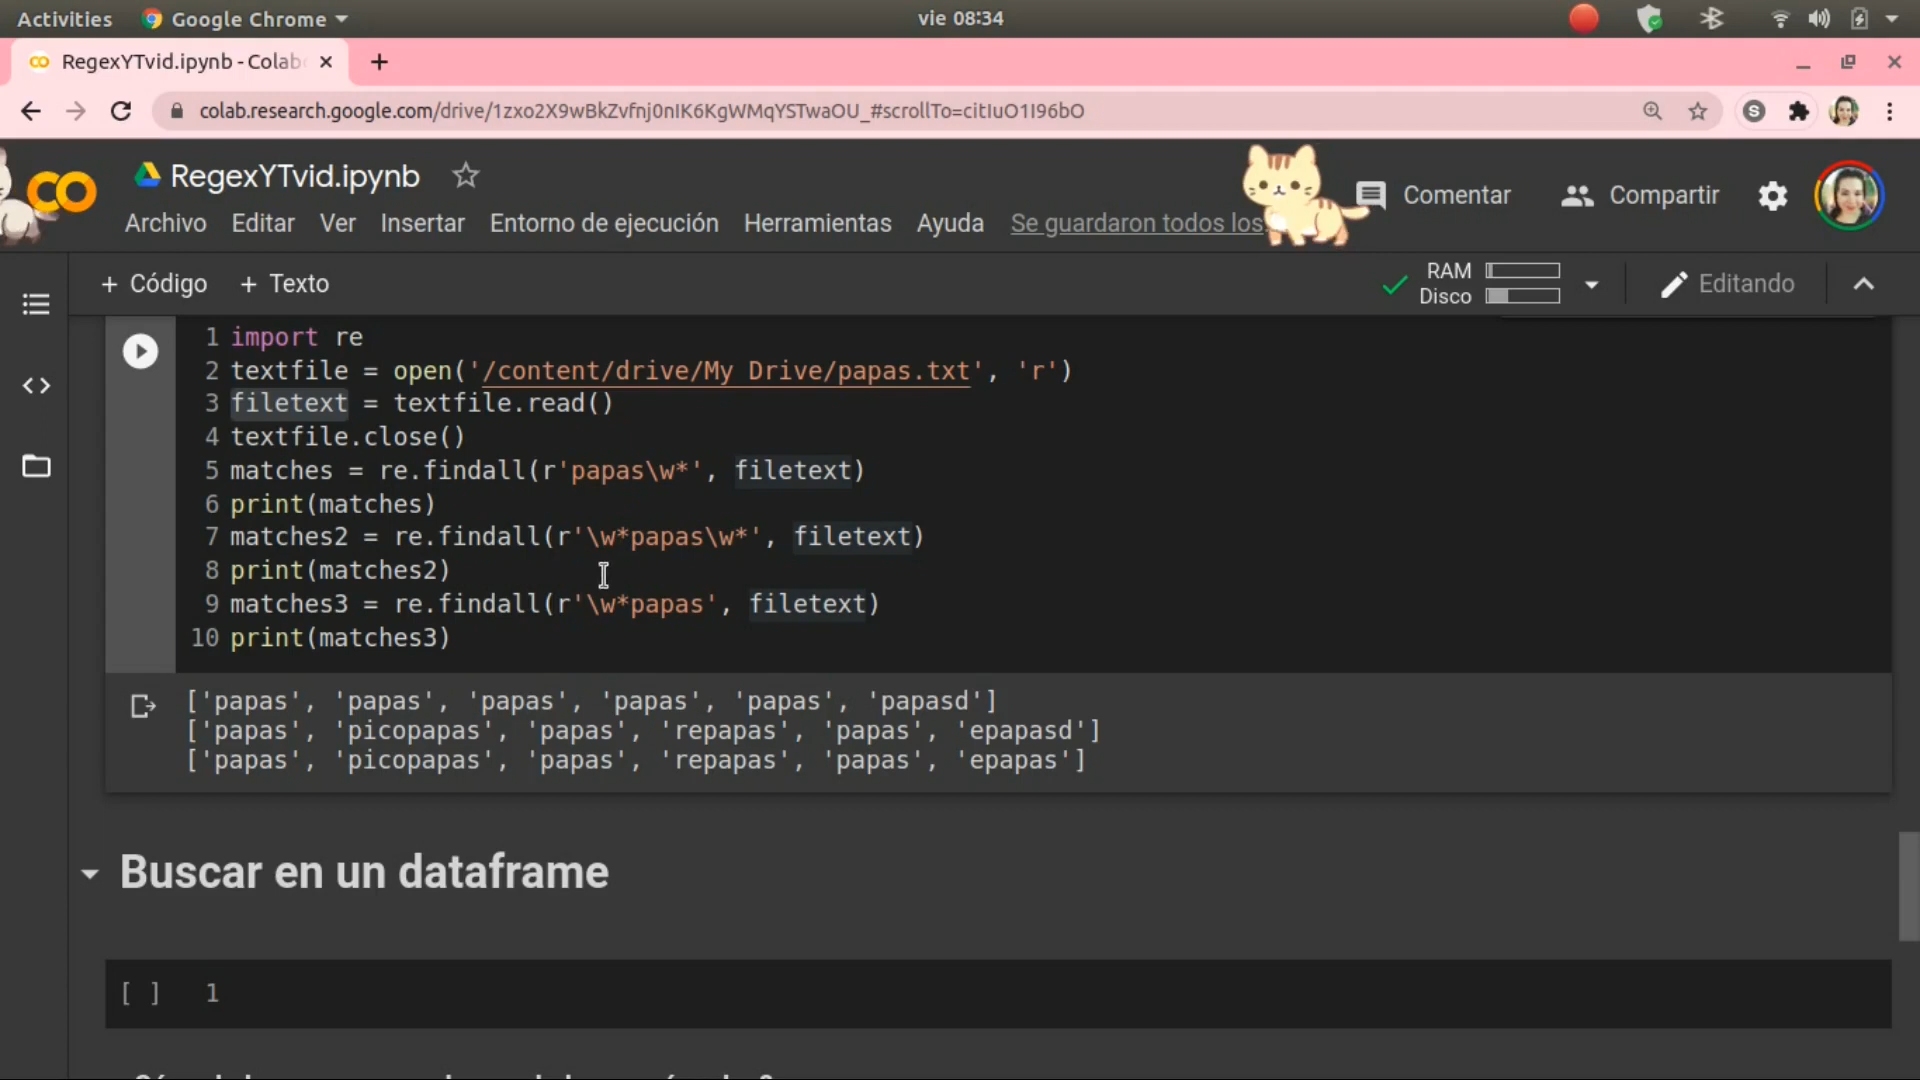 Activities
Google Chrome
vie 08:34
RegexYTvid.ipynb - Colab
colab.research.google.com/drive/1zxo2X9wBkZvfnj0nIK6KgWMqYSTwaOU_#scrollTo=citIuO1I96bO
S
RegexYTvid.ipynb
Comentar
Compartir
Archivo Editar Ver Insertar Entorno de ejecución Herramientas Ayuda Se guardaron todos los
+ Código + Texto
RAM
Disco
Editando
1 import re
2 textfile = open('/content/drive/My Drive/papas.txt', 'r')
3 filetext = textfile.read()
4 textfile.close()
5 matches = re.findall(r'papas\w*', filetext)
6 print(matches)
7 matches2 = re.findall(r'\w*papas\w*', filetext)
8 print(matches2)
9 matches3 = re.findall(r'\w*papas', filetext)
10 print(matches3)
['papas', 'papas', 'papas', 'papas', 'papas', 'papasd']
['papas', 'picopapas', 'papas', 'repapas', 'papas', 'epapasd']
['papas', 'picopapas', 'papas', 'repapas', 'papas', 'epapas']
Buscar en un dataframe
[ ] 1